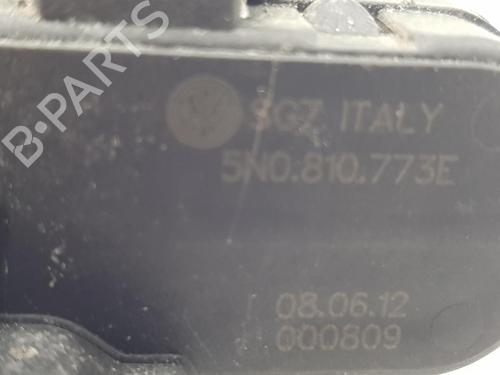 SGZ ITALY
5N0.810.773E
08.06.12
000809
B-PARTS